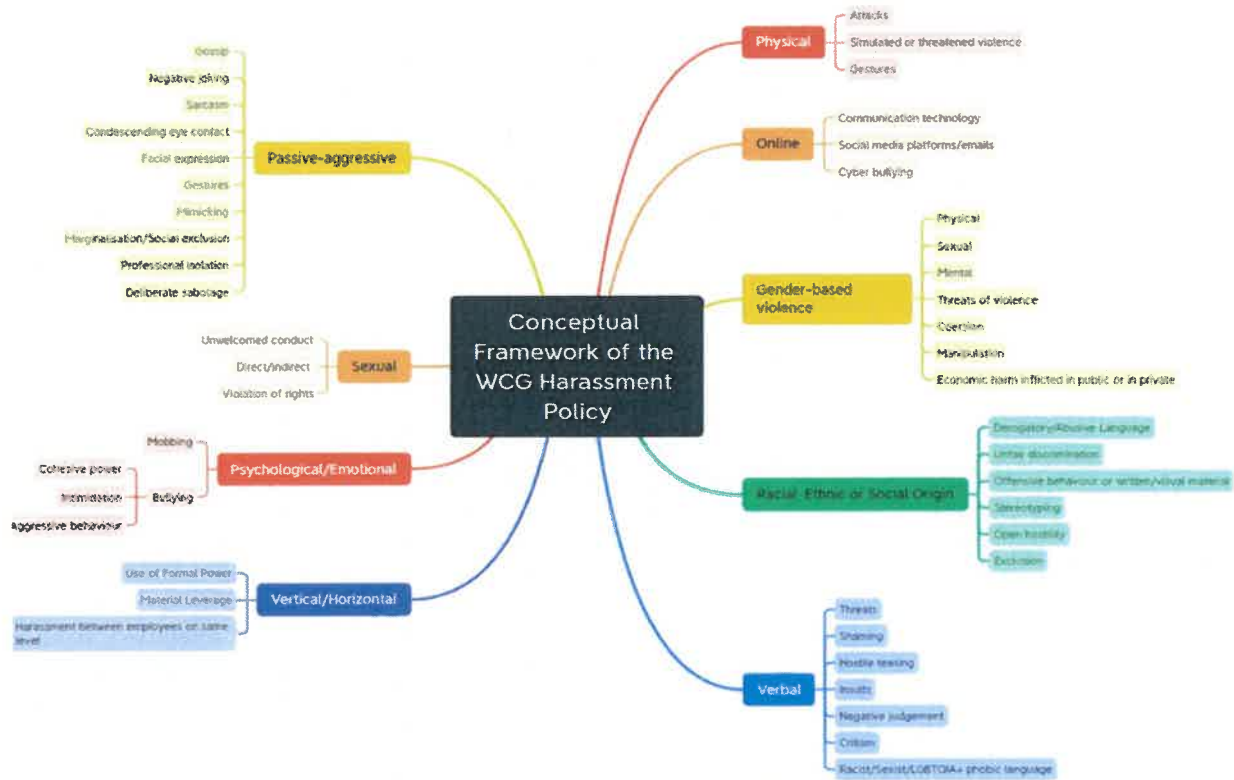 Conceptual
Framework of the
WCG Harassment
Policy
Physical
Attacks
Simulated or threatened violence
Gestures
Online
Communication technology
Social media platforms/emails
Cyber bullying
Gender-based
violence
Physical
Sexual
Mental
Threats of violence
Coersion
Manipulation
Economic harm inflicted in public or in private
Racial, Ethnic or Social Origin
Derogatory/Abusive Language
Unfair discrimination
Offensive behaviour or written/visual material
Stereotyping
Open hostility
Exclusion
Verbal
Threats
Shaming
Hostile teasing
Insults
Negative judgement
Critism
Racist/Sexist/LGBTQIA+ phobic language
Passive-aggressive
Gossip
Negative joking
Sarcasm
Condescending eye contact
Facial expression
Gestures
Mimicking
Marginalisation/Social exclusion
Professional isolation
Deliberate sabotage
Sexual
Unwelcomed conduct
Direct/indirect
Violation of rights
Psychological/Emotional
Mobbing
Bullying
Cohesive power
Intimidation
Aggressive behaviour
Vertical/Horizontal
Use of Formal Power
Material Leverage
Harassment between employees on same
level